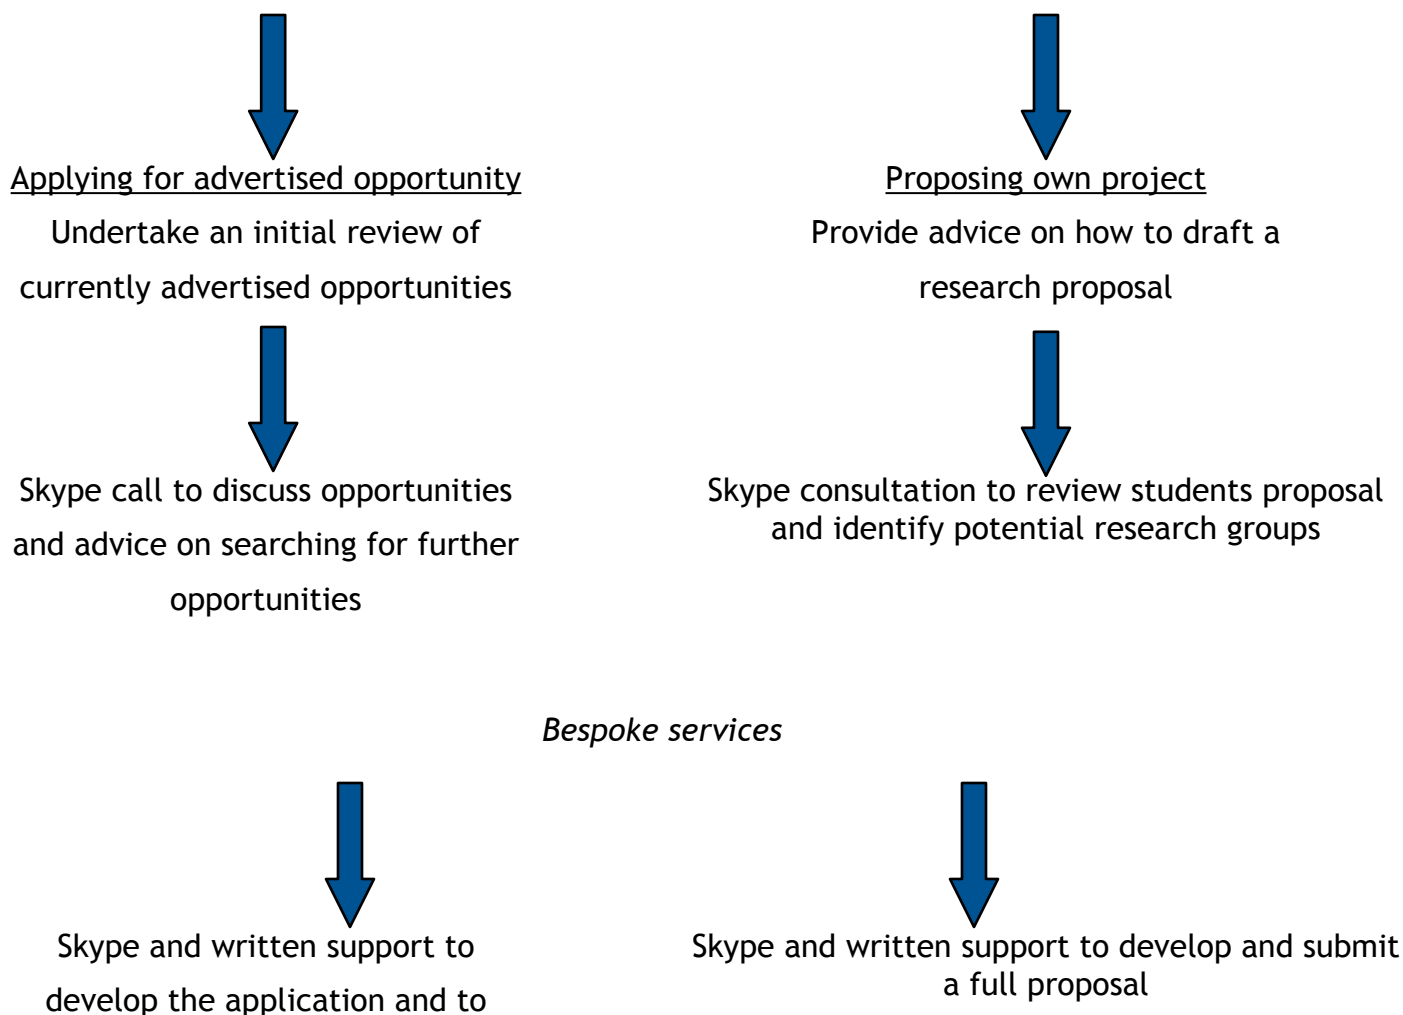 Applying for advertised opportunity
Undertake an initial review of
currently advertised opportunities
Proposing own project
Provide advice on how to draft a
research proposal
Skype call to discuss opportunities
and advice on searching for further
opportunities
Skype consultation to review students proposal
and identify potential research groups
Bespoke services
Skype and written support to
develop the application and to
Skype and written support to develop and submit
a full proposal